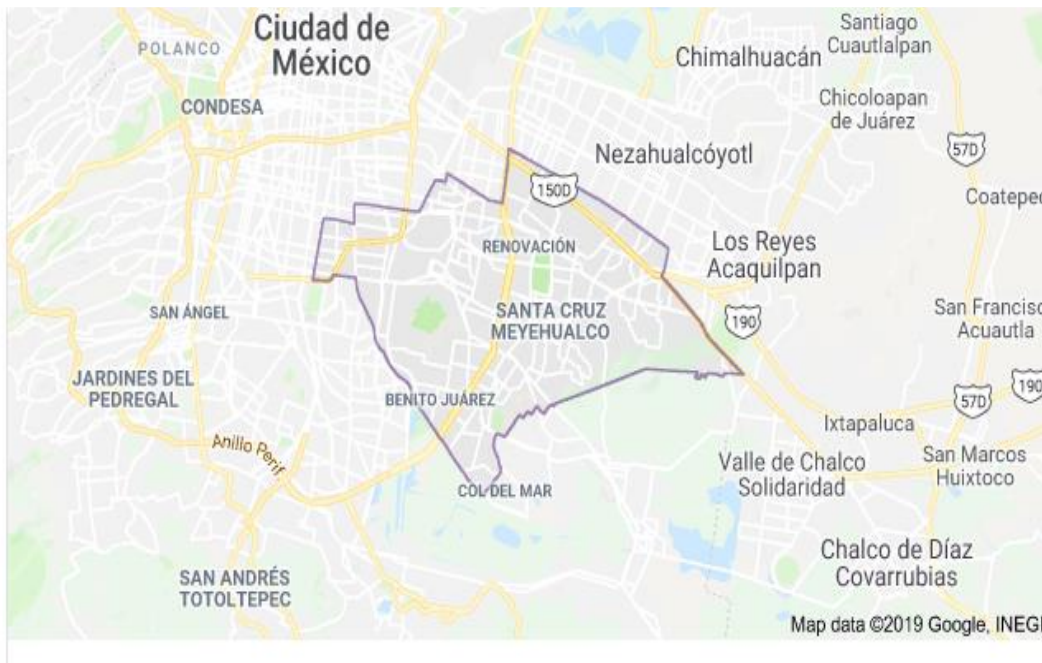 Ciudad de
México
POLANCO
CONDESA
Santiago
Cuautlalpan
Chimalhuacán
Chicoloapan
de Juárez
57D
Nezahualcóyotl
150D
Coatepec
RENOVACIÓN
Los Reyes
Acaquilpan
SAN ÁNGEL
SANTA CRUZ
MEYEHUALCO
190
San Francisc
Acuautla
JARDINES DEL
PEDREGAL
BENITO JUÁREZ
57D
190
Ixtapaluca
Anillo Perif
Valle de Chalco
Solidaridad
San Marcos
Huixtoco
COL DEL MAR
SAN ANDRÉS
TOTOLTEPEC
Chalco de Díaz
Covarrubias
Map data ©2019 Google, INEGI